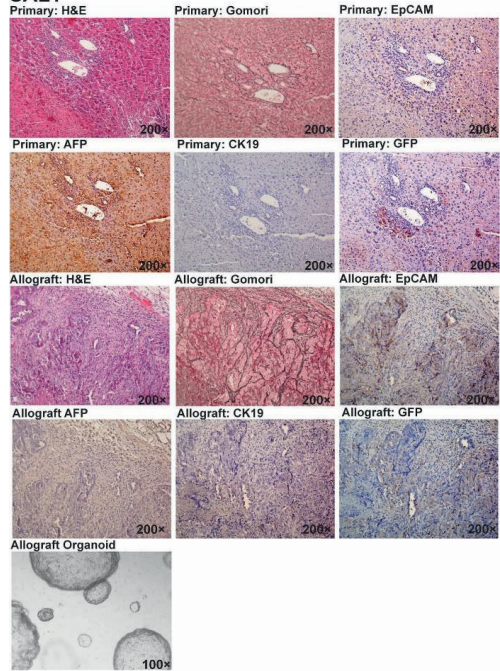 Primary: H&E Primary: Gomori Primary: EpCAM
200× 200× 200×
Primary: AFP Primary: CK19 Primary: GFP
200× 200× 200×
Allograft: H&E Allograft: Gomori Allograft: EpCAM
200× 200× 200×
Allograft AFP Allograft: CK19 Allograft: GFP
200× 200× 200×
Allograft Organoid
100×